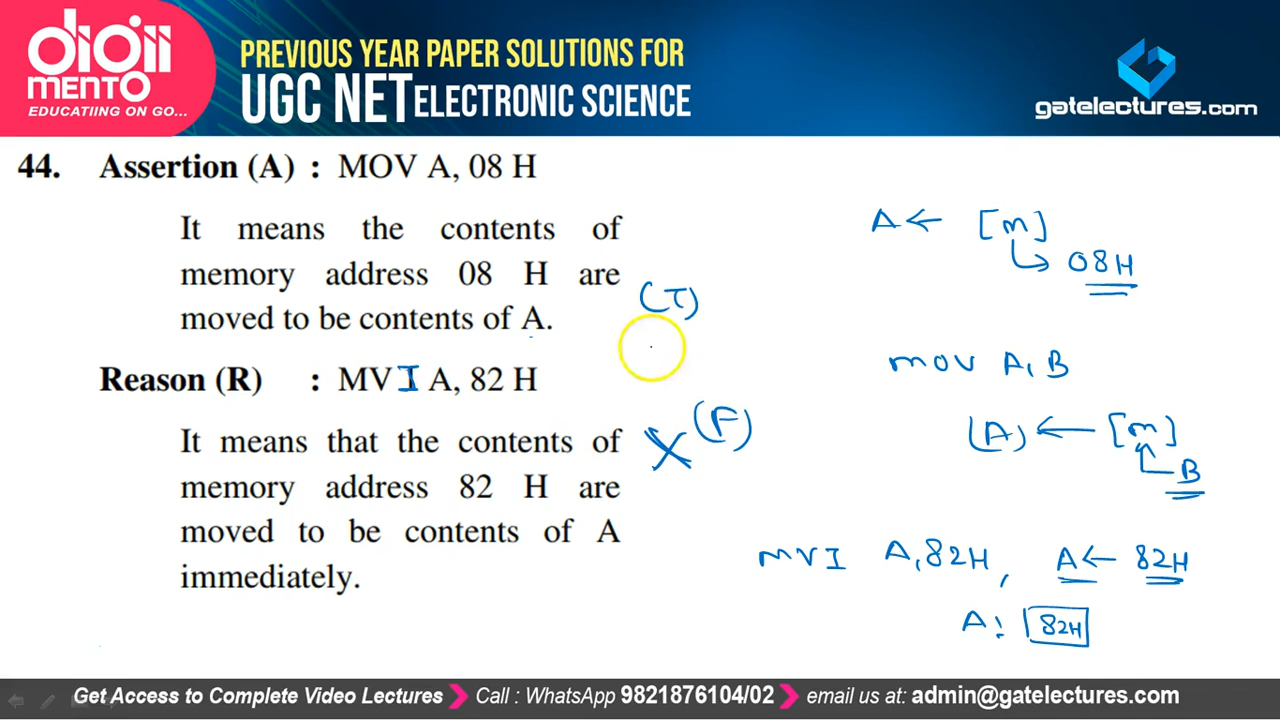 digii
MENTO
EDUCATIING ON GO...
PREVIOUS YEAR PAPER SOLUTIONS FOR
UGC NET ELECTRONIC SCIENCE
gatelectures.com
44. Assertion (A) : MOV A, 08 H
It means the contents of
memory address 08 H are
moved to be contents of A.
(T)
Reason (R) : MV I A, 82 H
It means that the contents of
memory address 82 H are
moved to be contents of A
immediately.
(F)
A ← [m]
08H
MOV A, B
(A) ← [m]
B
MVI A, 82H, A ← 82H
A: 82H
Get Access to Complete Video Lectures Call : WhatsApp 9821876104/02 email us at: admin@gatelectures.com